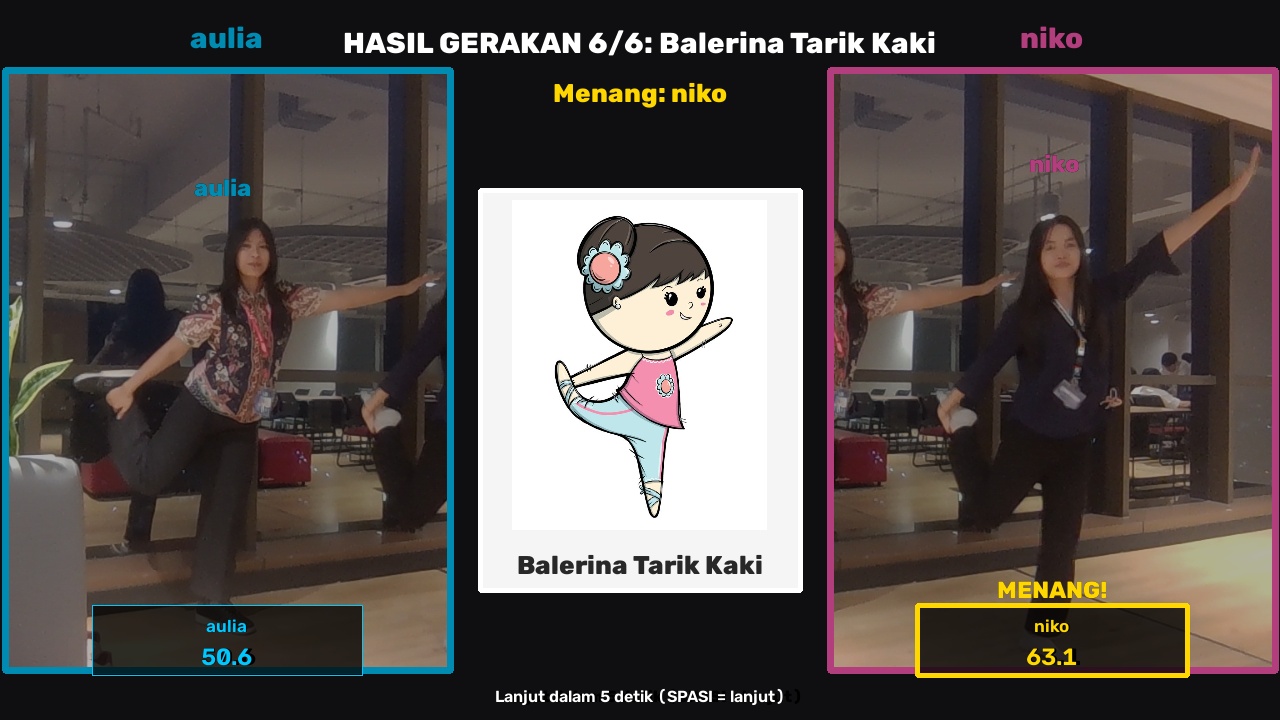 aulia
HASIL GERAKAN 6/6: Balerina Tarik Kaki
niko
Menang: niko
aulia
niko
Balerina Tarik Kaki
MENANG!
aulia
50.6
niko
63.1
Lanjut dalam 5 detik (SPASI = lanjut)